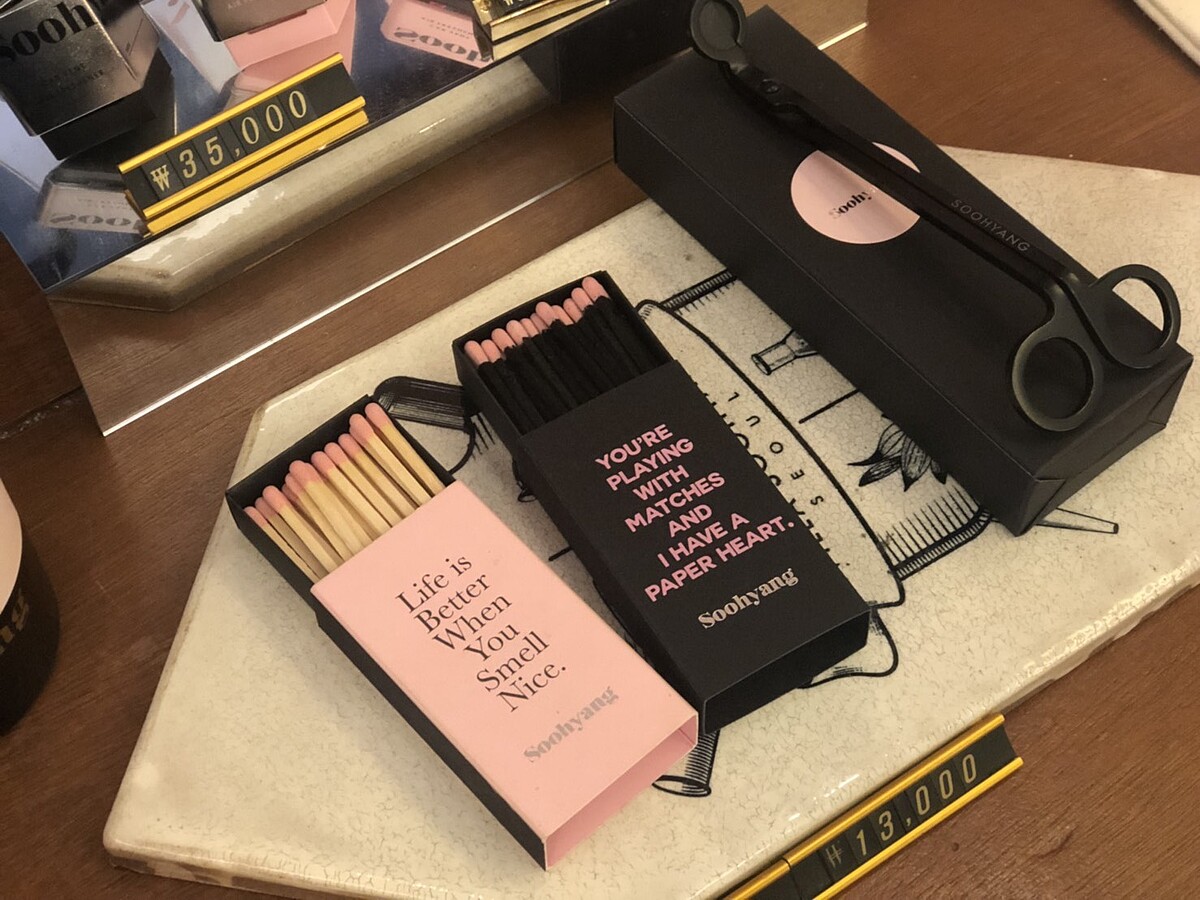 ₩35,000
Soohy
SOOHYANG
YOU'RE
PLAYING
WITH
MATCHES
AND
I HAVE A
PAPER HEART.
Soohyang
Life is
Better
When
You
Smell
Nice.
Soohyang
₩13,000